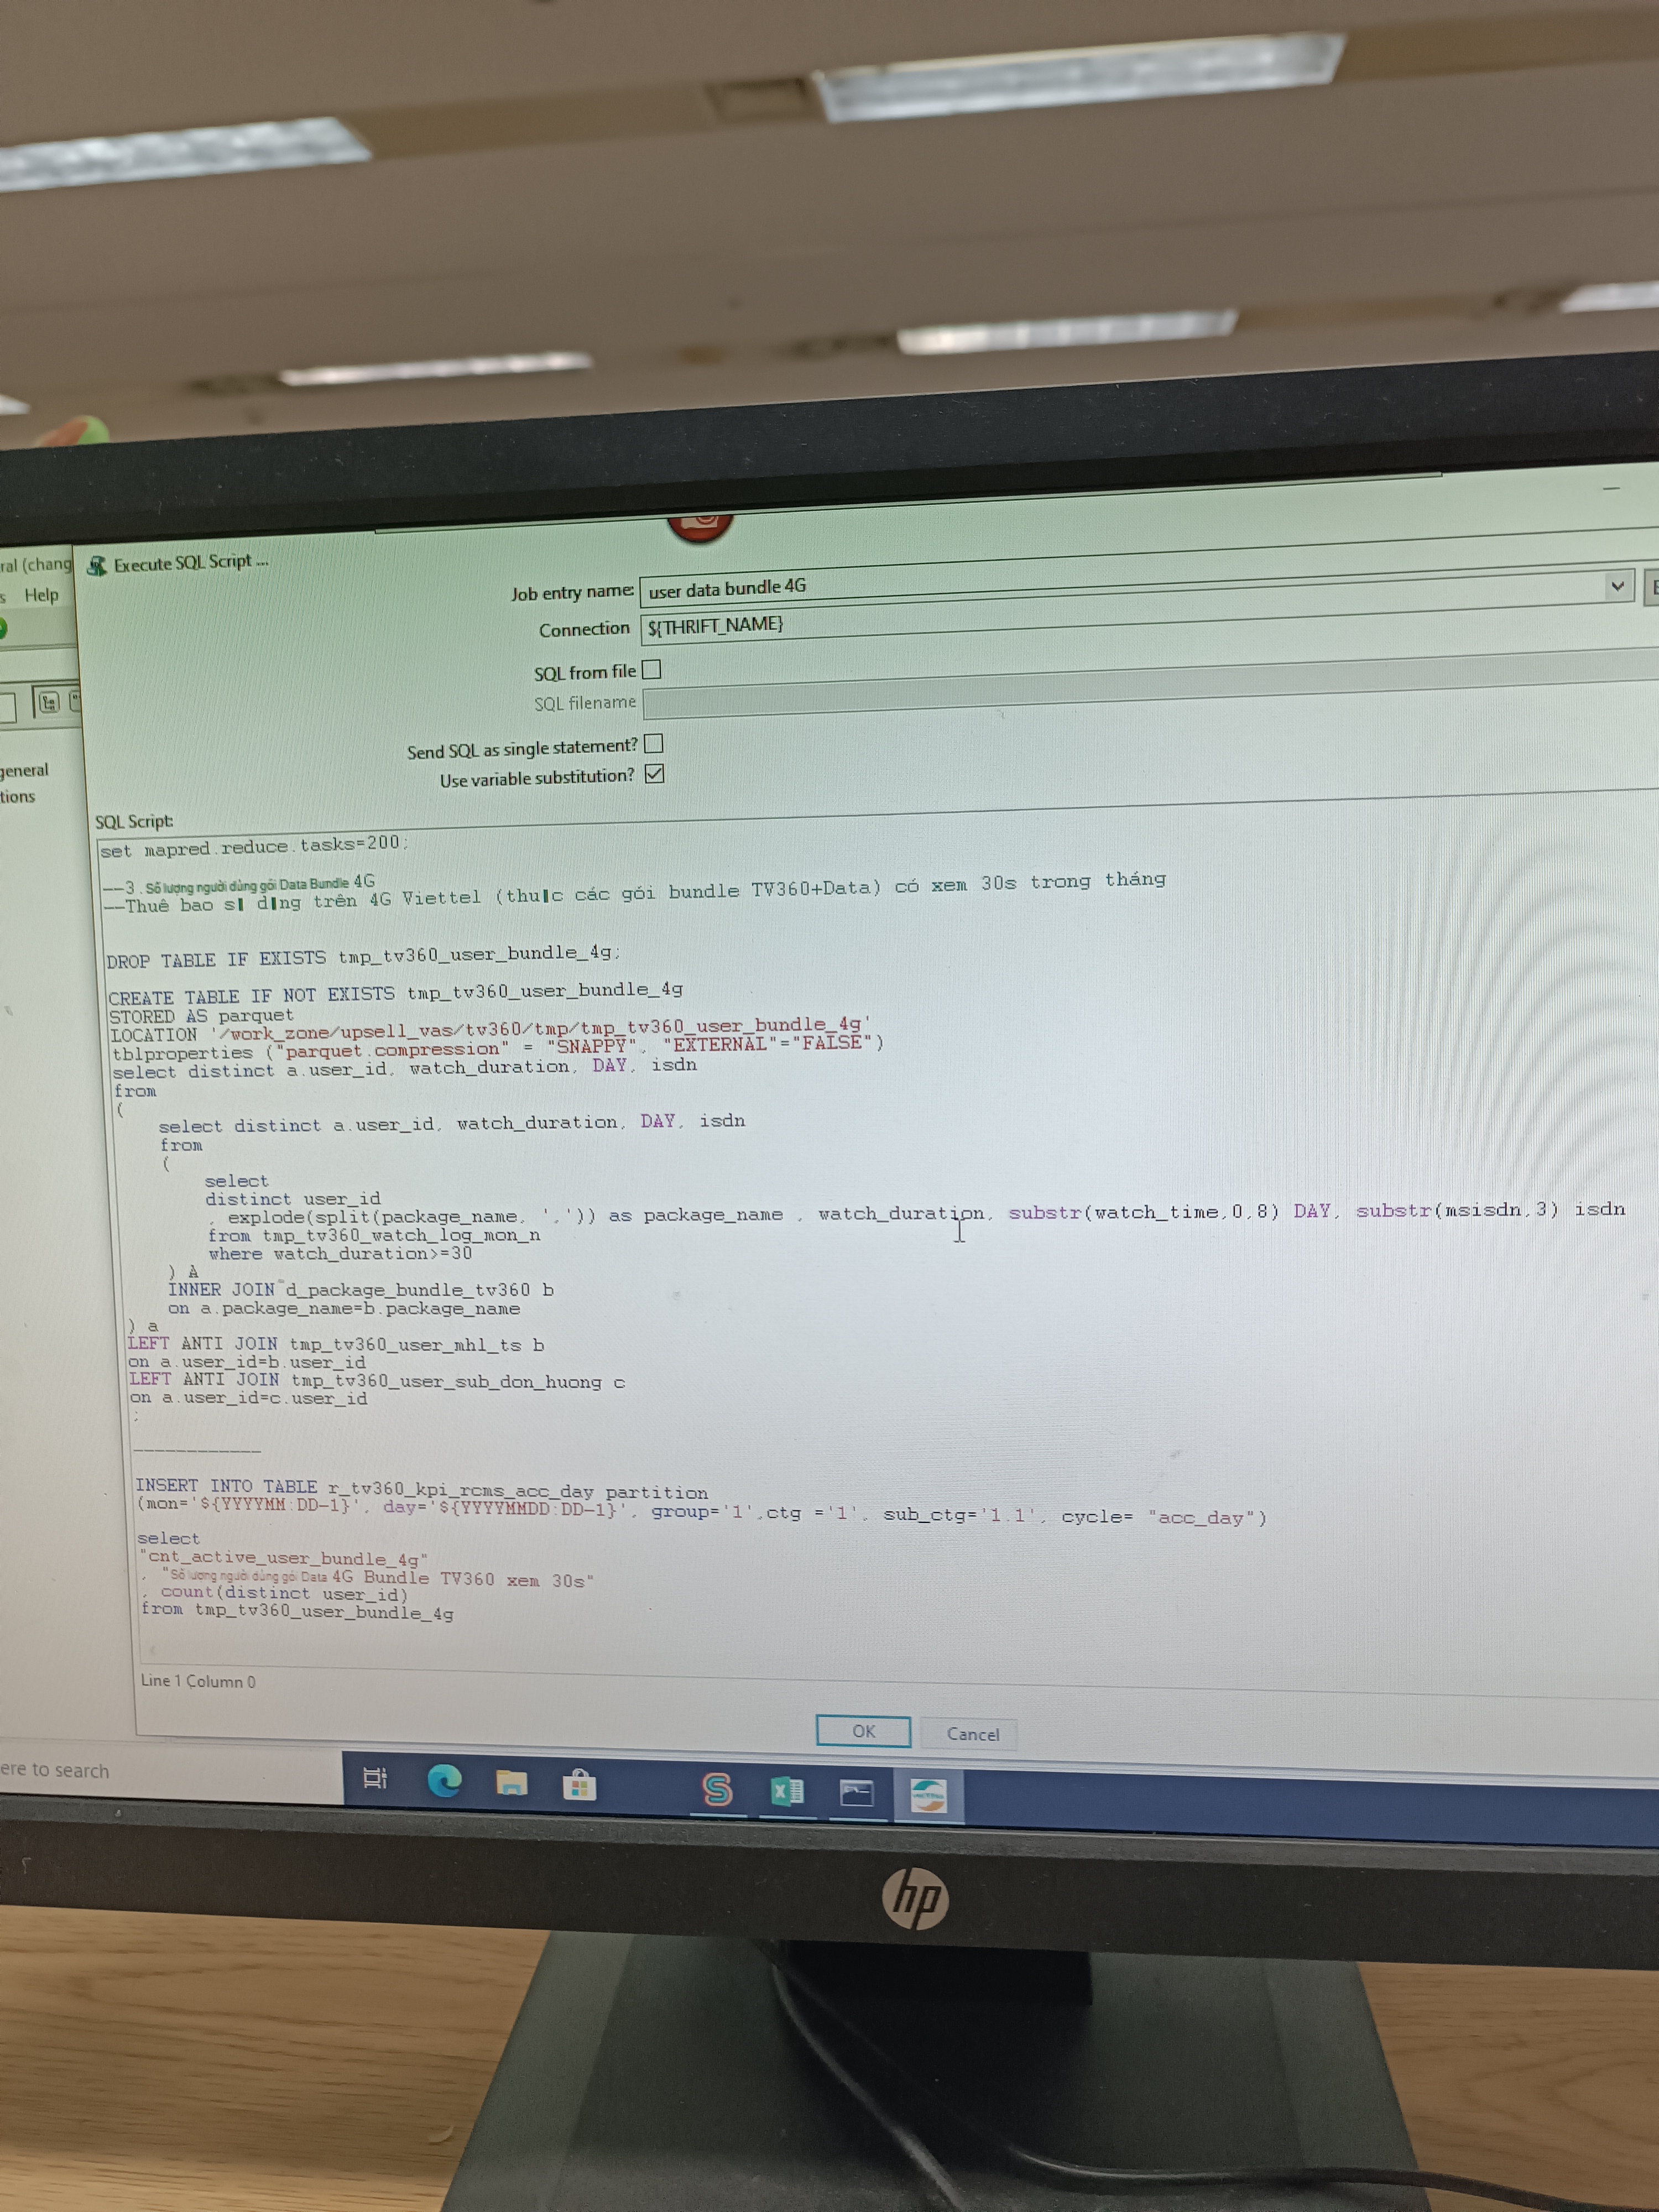 ral (chang
s Help
general
tions
Execute SQL Script ...
Job entry name: user data bundle 4G
Connection ${THRIFT_NAME}
SQL from file
SQL filename
Send SQL as single statement?
Use variable substitution?
SQL Script:
set mapred.reduce.tasks=200;
--3. Số lượng người dùng gói Data Bundle 4G
--Thuê bao s dng trên 4G Viettel (thuc các gói bundle TV360+Data) có xem 30s trong tháng
DROP TABLE IF EXISTS tmp_tv360_user_bundle_4g;
CREATE TABLE IF NOT EXISTS tmp_tv360_user_bundle_4g
STORED AS parquet
LOCATION '/work_zone/upsell_vas/tv360/tmp/tmp_tv360_user_bundle_4g'
tblproperties ("parquet.compression" = "SNAPPY", "EXTERNAL"="FALSE")
select distinct a.user_id, watch_duration, DAY, isdn
from
(
select distinct a.user_id, watch_duration, DAY, isdn
from
(
select
distinct user_id
, explode(split(package_name, ',')) as package_name , watch_duration, substr(watch_time,0,8) DAY, substr(msisdn,3) isdn
from tmp_tv360_watch_log_mon_n
where watch_duration>=30
) A
INNER JOIN d_package_bundle_tv360 b
on a.package_name=b.package_name
) a
LEFT ANTI JOIN tmp_tv360_user_mhl_ts b
on a.user_id=b.user_id
LEFT ANTI JOIN tmp_tv360_user_sub_don_huong c
on a.user_id=c.user_id
;
------------
INSERT INTO TABLE r_tv360_kpi_rcms_acc_day partition
(mon='${YYYYMM:DD-1}', day='${YYYYMMDD:DD-1}', group='1',ctg ='1', sub_ctg='1.1', cycle= "acc_day")
select
"cnt_active_user_bundle_4g"
, "Số lượng người dùng gói Data 4G Bundle TV360 xem 30s"
, count(distinct user_id)
from tmp_tv360_user_bundle_4g
Line 1 Column 0
OK Cancel
ere to search
hp